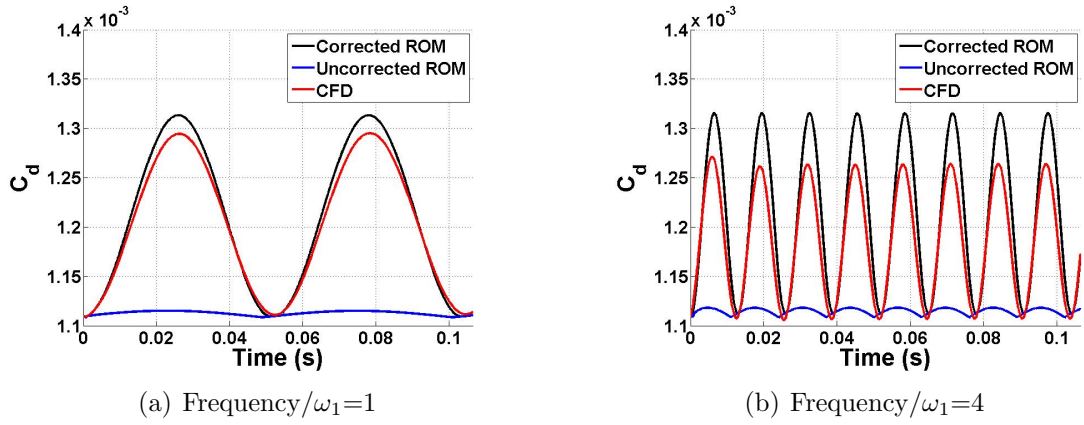 x 10⁻³
1.4
1.35
1.3
1.25
1.2
1.15
1.1
C_d
Corrected ROM
Uncorrected ROM
CFD
0 0.02 0.04 0.06 0.08 0.1
Time (s)
(a) Frequency/ω₁=1
x 10⁻³
1.4
1.35
1.3
1.25
1.2
1.15
1.1
C_d
Corrected ROM
Uncorrected ROM
CFD
0 0.02 0.04 0.06 0.08 0.1
Time (s)
(b) Frequency/ω₁=4